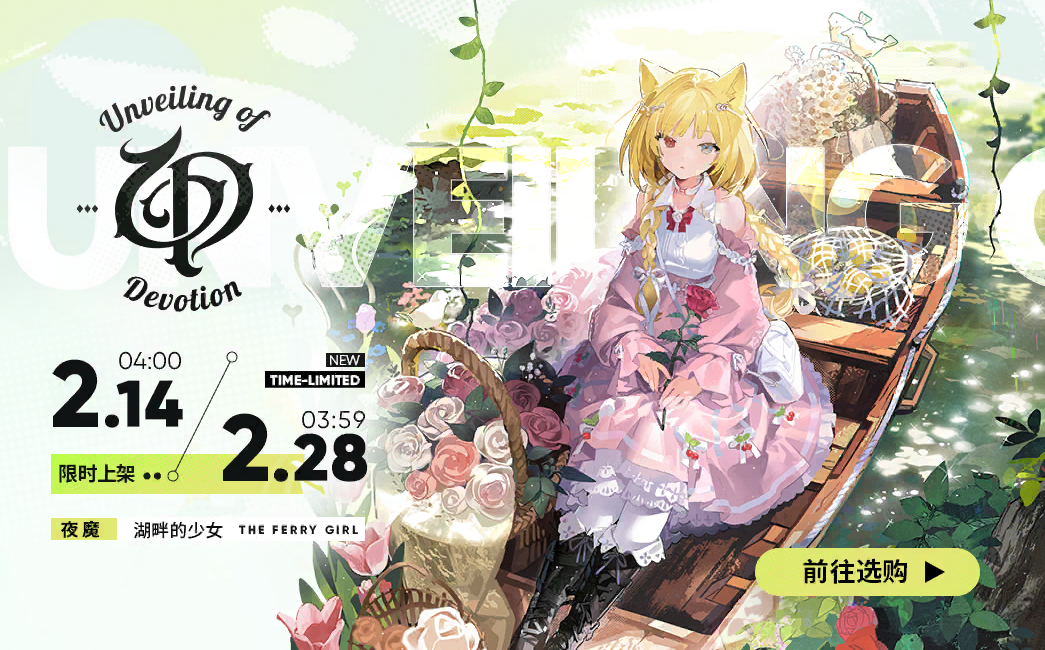 Unveiling of
Devotion
UNVEILING O
04:00
2.14
NEW
TIME-LIMITED
03:59
2.28
限时上架
夜魔
湖畔的少女
THE FERRY GIRL
前往选购